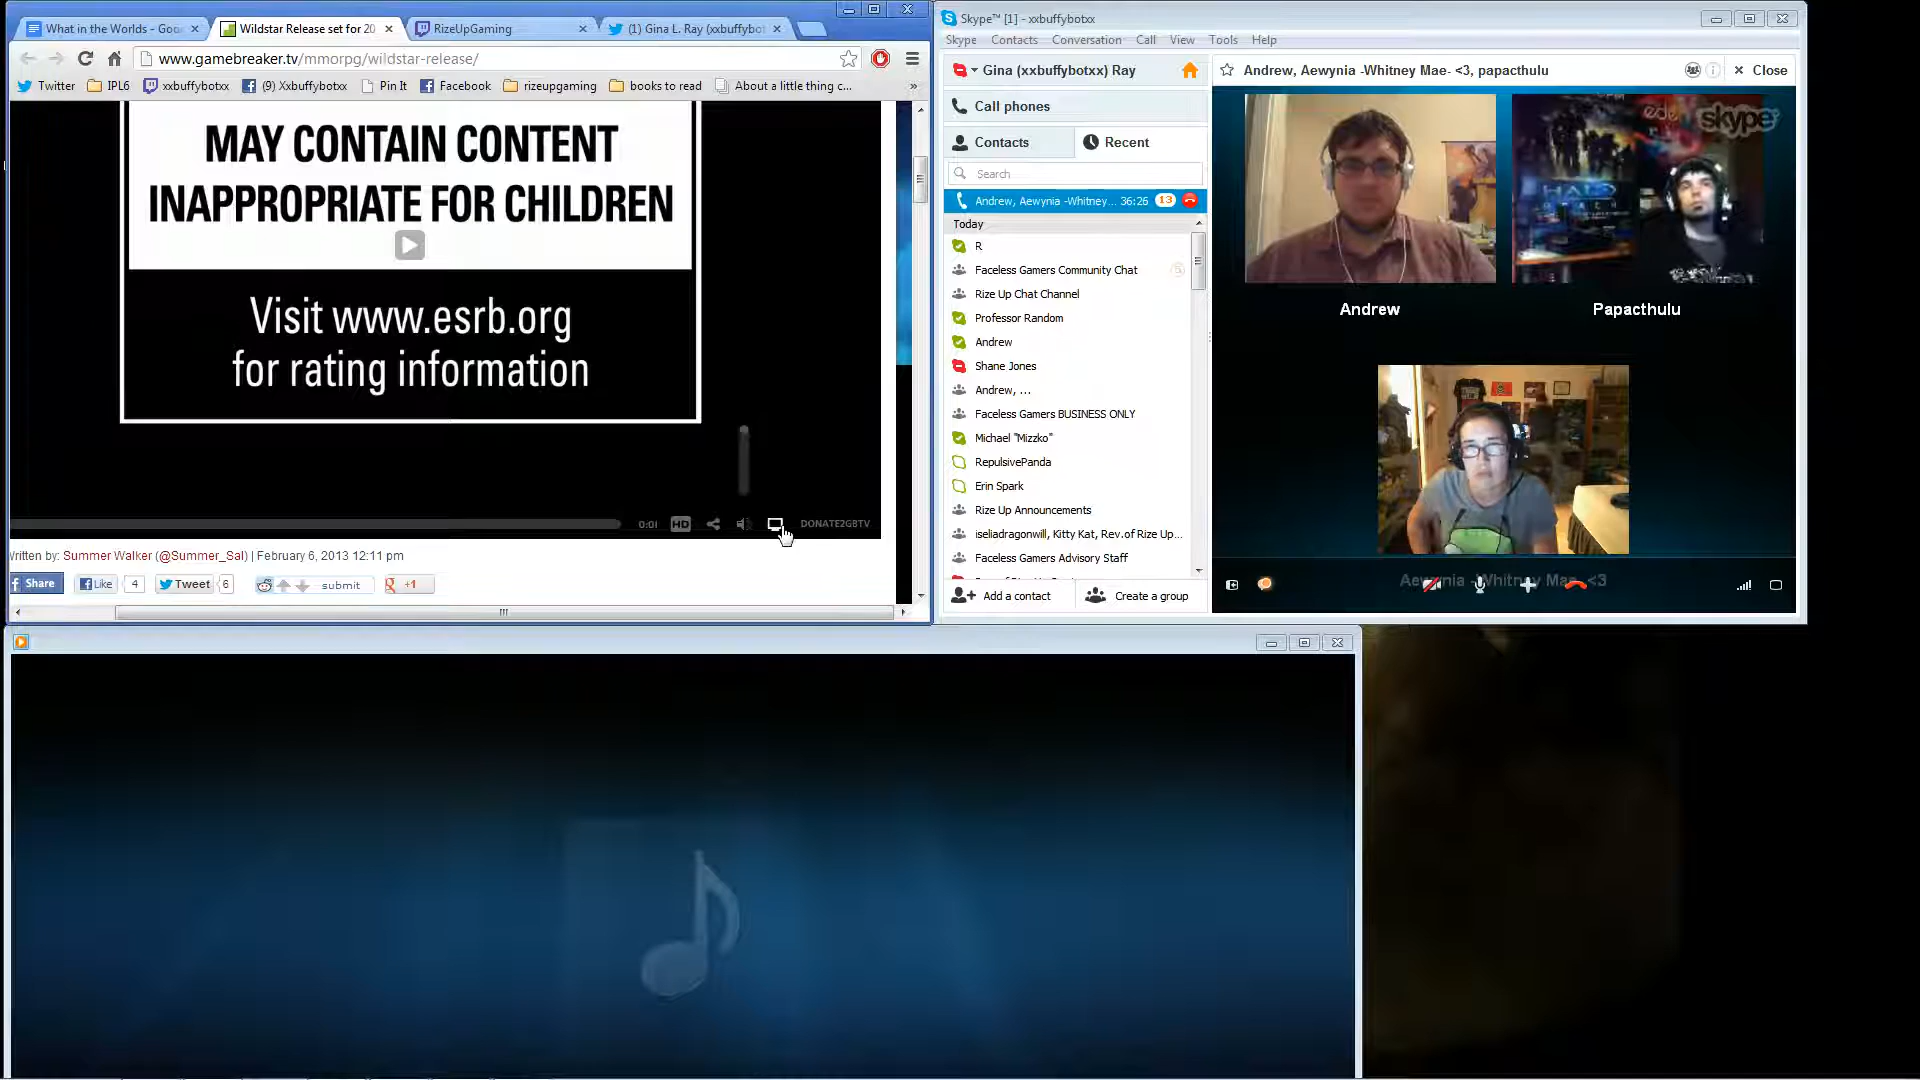 What in the Worlds - Goo
Wildstar Release set for 20
RizeUpGaming
(1) Gina L. Ray (xxbuffybot
www.gamebreaker.tv/mmorpg/wildstar-release/
Twitter
IPL6
xxbuffybotxx
(9) Xxbuffybotxx
Pin It
Facebook
rizeupgaming
books to read
About a little thing c...
»
MAY CONTAIN CONTENT
INAPPROPRIATE FOR CHILDREN
Visit www.esrb.org
for rating information
0:01
HD
DONATE2GBTV
ritten by: Summer Walker (@Summer_Sal) | February 6, 2013 12:11 pm
Share
Like
4
Tweet
6
submit
+1
Skype™ [1] - xxbuffybotxx
Skype
Contacts
Conversation
Call
View
Tools
Help
Gina (xxbuffybotxx) Ray
Call phones
Contacts
Recent
Search
Andrew, Aewynia -Whitney... 36:26 13
Today
R
Faceless Gamers Community Chat
Rize Up Chat Channel
Professor Random
Andrew
Shane Jones
Andrew, ...
Faceless Gamers BUSINESS ONLY
Michael "Mizzko"
RepulsivePanda
Erin Spark
Rize Up Announcements
iseliadragonwill, Kitty Kat, Rev.of Rize Up...
Faceless Gamers Advisory Staff
Add a contact
Create a group
Andrew, Aewynia -Whitney Mae- <3, papacthulu
Close
eden
skype
HALO
REACH
Andrew
Papacthulu
Aewynia -Whitney Mae- <3